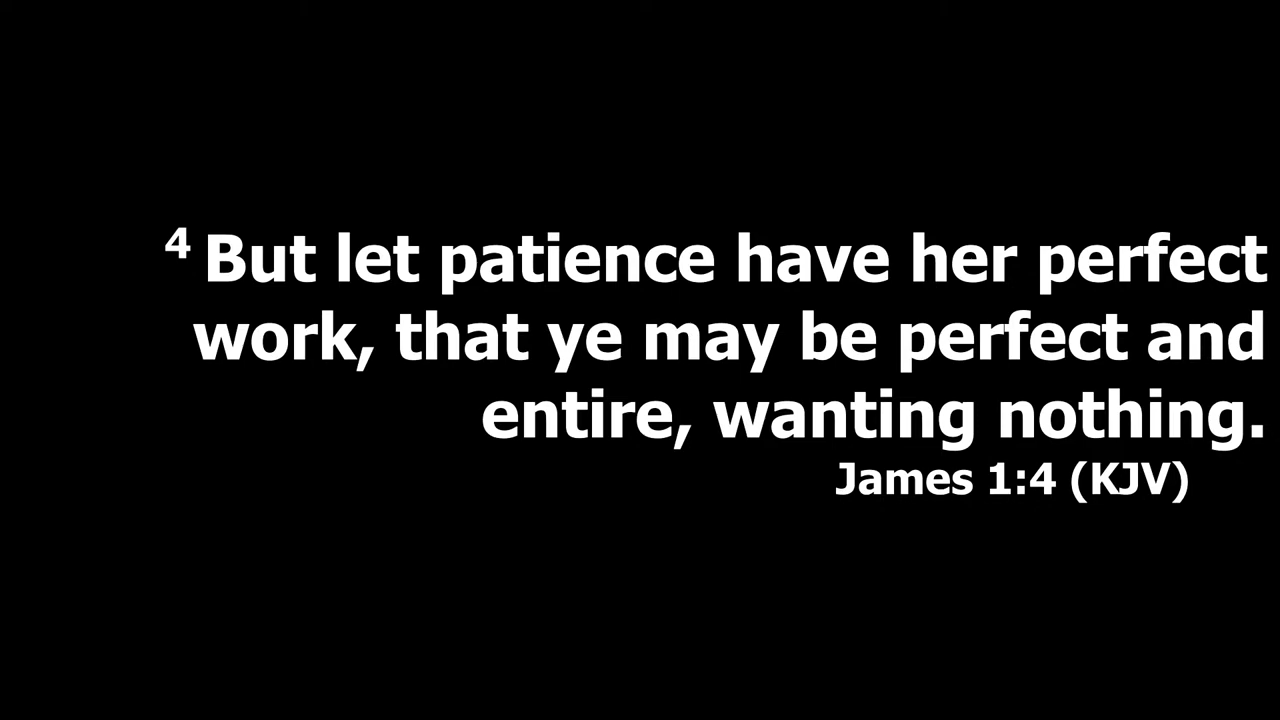 4 But let patience have her perfect
work, that ye may be perfect and
entire, wanting nothing.
James 1:4 (KJV)